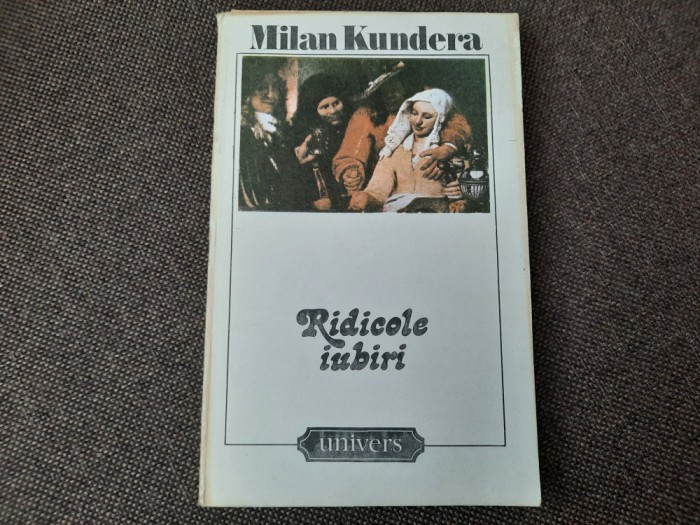 Milan Kundera
Ridicole
iubiri
univers